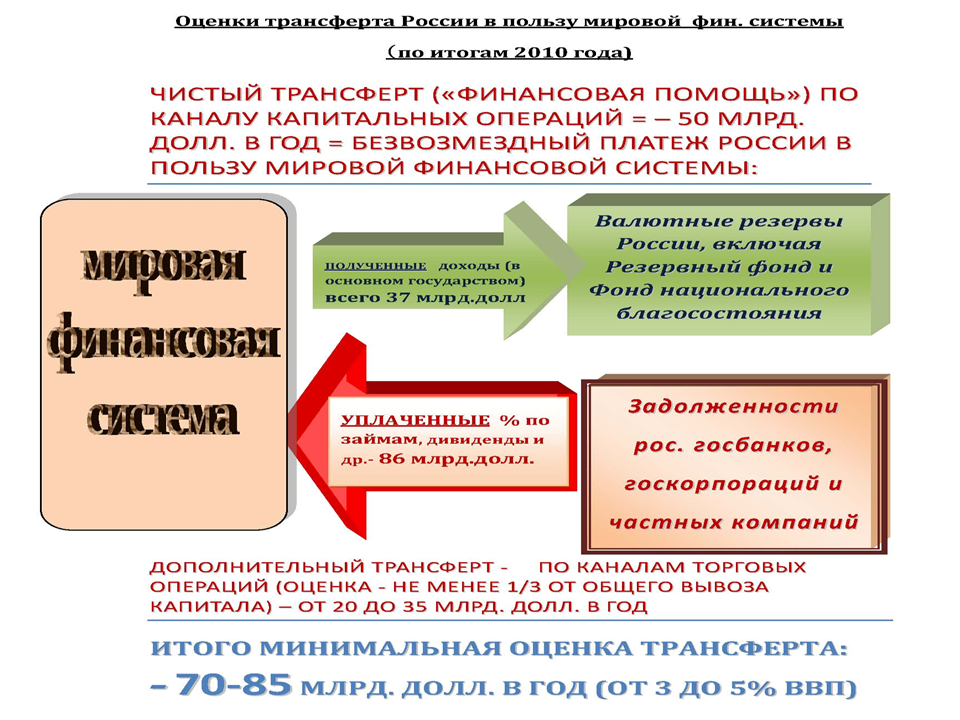 Оценки трансферта России в пользу мировой фин. системы
(по итогам 2010 года)
ЧИСТЫЙ ТРАНСФЕРТ («ФИНАНСОВАЯ ПОМОЩЬ») ПО
КАНАЛУ КАПИТАЛЬНЫХ ОПЕРАЦИЙ = – 50 МЛРД.
ДОЛЛ. В ГОД = БЕЗВОЗМЕЗДНЫЙ ПЛАТЕЖ РОССИИ В
ПОЛЬЗУ МИРОВОЙ ФИНАНСОВОЙ СИСТЕМЫ:
мировая
финансовая
система
ПОЛУЧЕННЫЕ доходы (в
основном государством)
всего 37 млрд.долл
Валютные резервы
России, включая
Резервный фонд и
Фонд национального
благосостояния
УПЛАЧЕННЫЕ % по
займам, дивиденды и
др.- 86 млрд.долл.
Задолженности
рос. госбанков,
госкорпораций и
частных компаний
ДОПОЛНИТЕЛЬНЫЙ ТРАНСФЕРТ - ПО КАНАЛАМ ТОРГОВЫХ
ОПЕРАЦИЙ (ОЦЕНКА - НЕ МЕНЕЕ 1/3 ОТ ОБЩЕГО ВЫВОЗА
КАПИТАЛА) – ОТ 20 ДО 35 МЛРД. ДОЛЛ. В ГОД
ИТОГО МИНИМАЛЬНАЯ ОЦЕНКА ТРАНСФЕРТА:
– 70-85 МЛРД. ДОЛЛ. В ГОД (ОТ 3 ДО 5% ВВП)